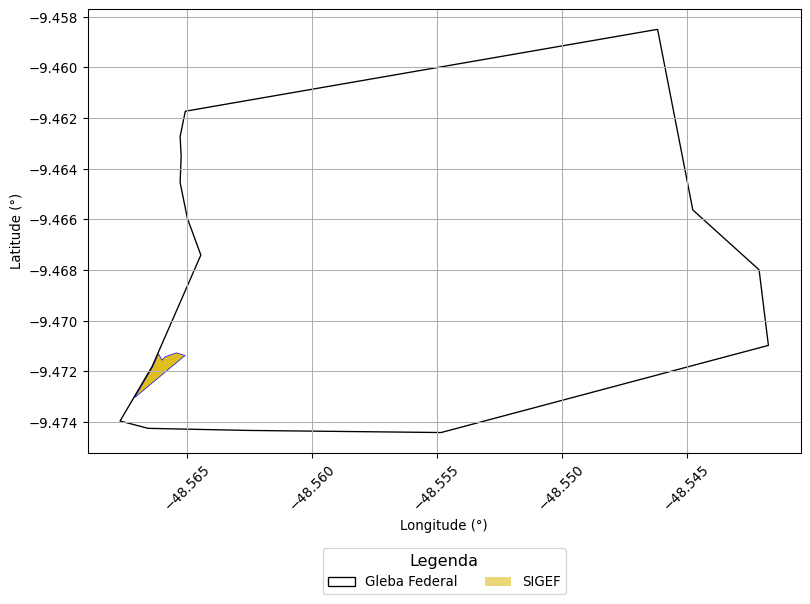 −9.458
−9.460
−9.462
−9.464
−9.466
−9.468
−9.470
−9.472
−9.474
Latitude (°)
−48.565
−48.560
−48.555
−48.550
−48.545
Longitude (°)
Legenda
Gleba Federal
SIGEF